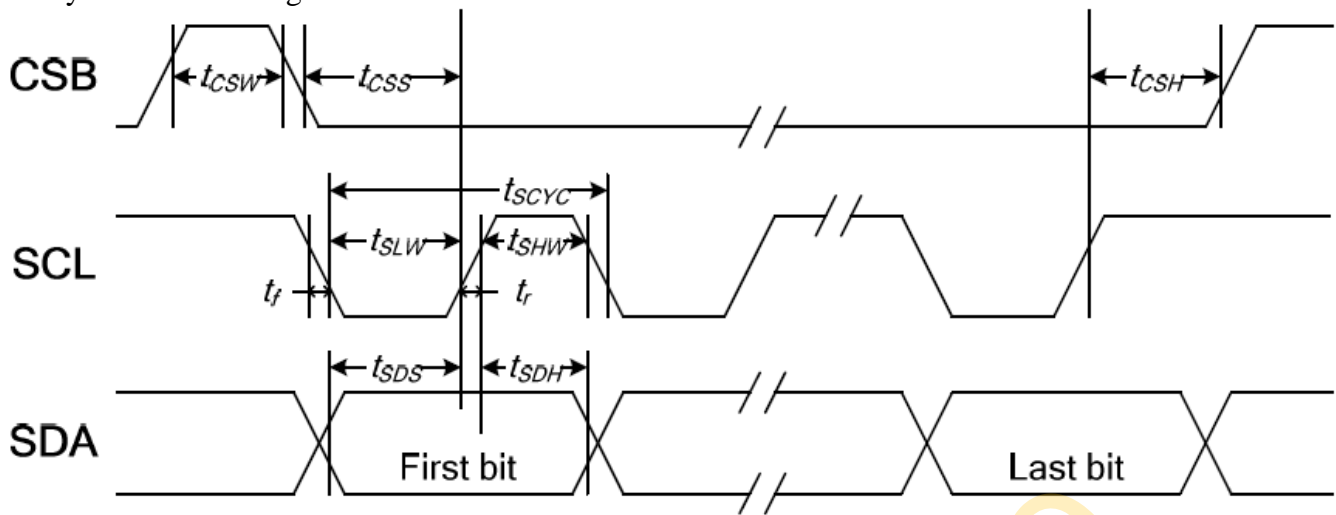 CSB
tCSW
tCSS
tCSH
tSCYC
SCL
tSLW
tSHW
tf
tr
tSDS
tSDH
SDA
First bit
Last bit